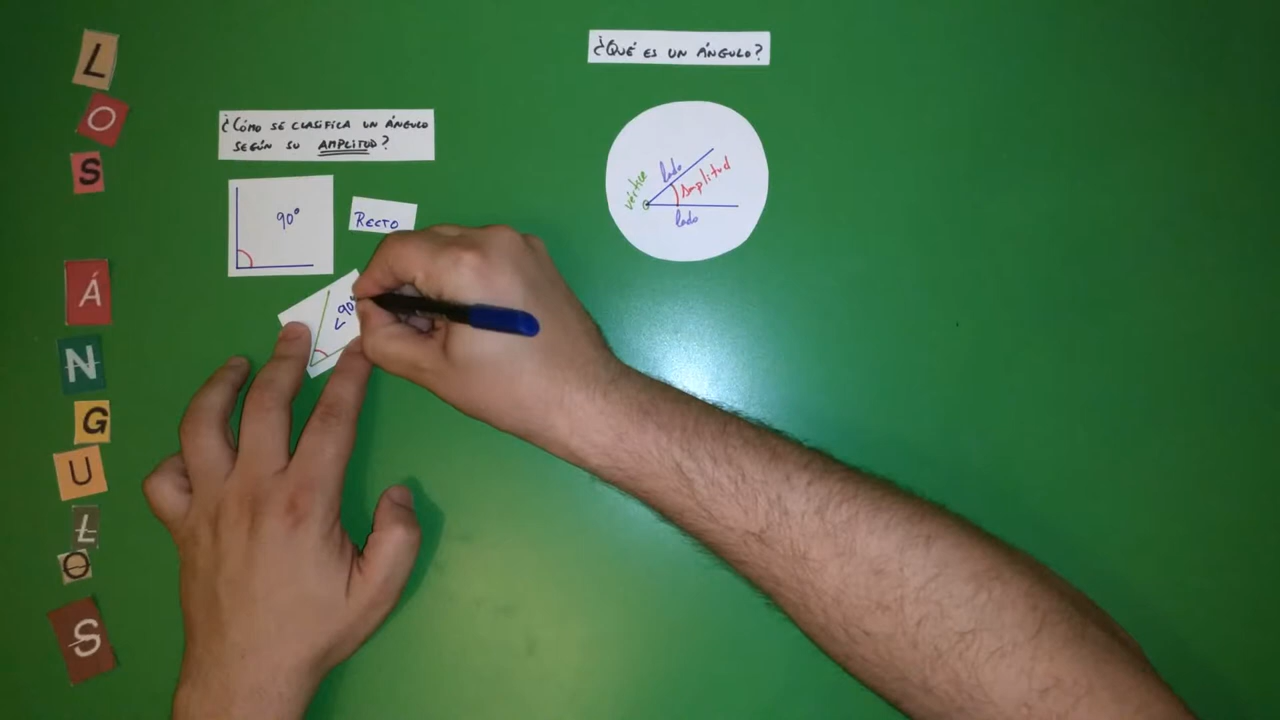 LOS
ÁNGULOS
¿QUÉ ES UN ÁNGULO?
¿CÓMO SE CLASIFICA UN ÁNGULO
SEGÚN SU AMPLITUD?
90°
RECTO
< 90°
vértice
lado
Amplitud
lado